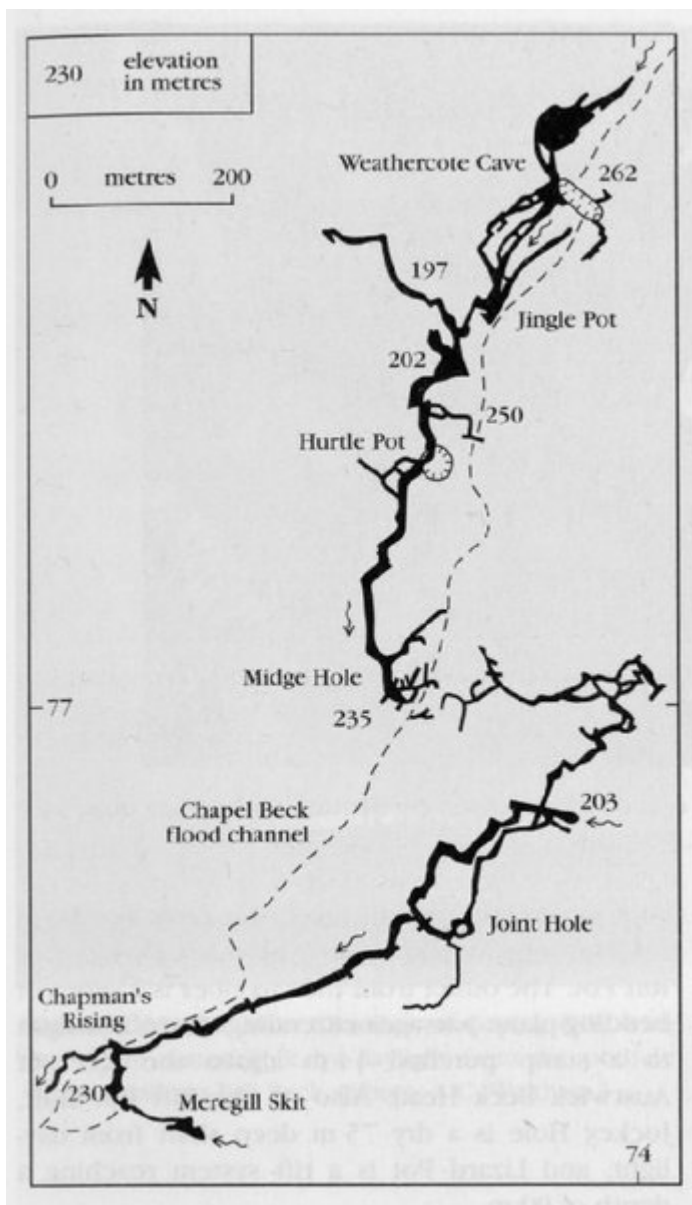 230 elevation
in metres
0 metres 200
N
Weathercote Cave
262
197
Jingle Pot
202
250
Hurtle Pot
Midge Hole
77
235
203
Chapel Beck
flood channel
Joint Hole
Chapman's
Rising
230
Meregill Skit
74